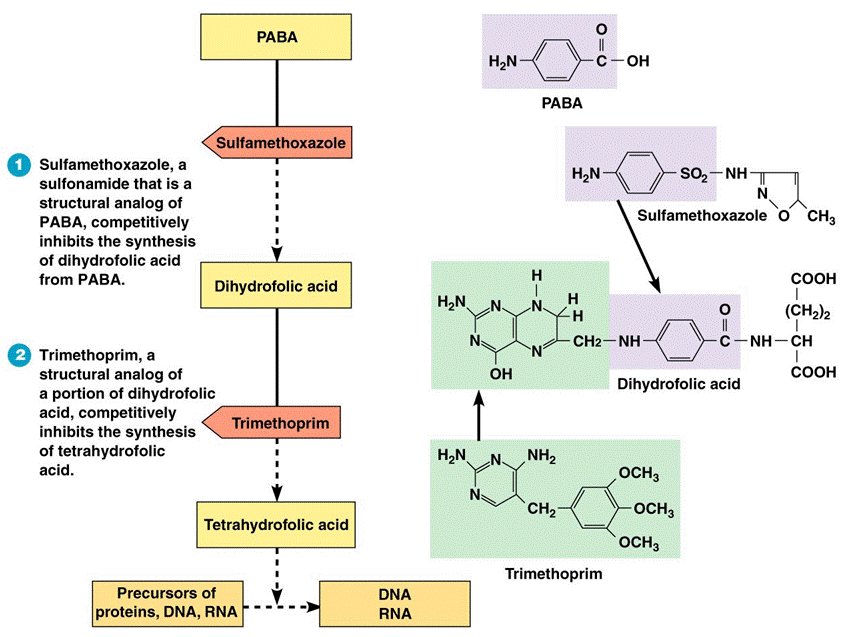 PABA
Sulfamethoxazole
1
Sulfamethoxazole, a
sulfonamide that is a
structural analog of
PABA, competitively
inhibits the synthesis
of dihydrofolic acid
from PABA.
Dihydrofolic acid
2
Trimethoprim, a
structural analog of
a portion of dihydrofolic
acid, competitively
inhibits the synthesis
of tetrahydrofolic
acid.
Trimethoprim
Tetrahydrofolic acid
Precursors of
proteins, DNA, RNA
DNA
RNA
O
H₂N
C
OH
PABA
H₂N
SO₂
NH
N
O
CH₃
Sulfamethoxazole
H
H₂N
N
N
H
H
N
N
OH
CH₂
NH
O
C
NH
CH
COOH
(CH₂)₂
COOH
Dihydrofolic acid
H₂N
N
NH₂
N
CH₂
OCH₃
OCH₃
OCH₃
Trimethoprim